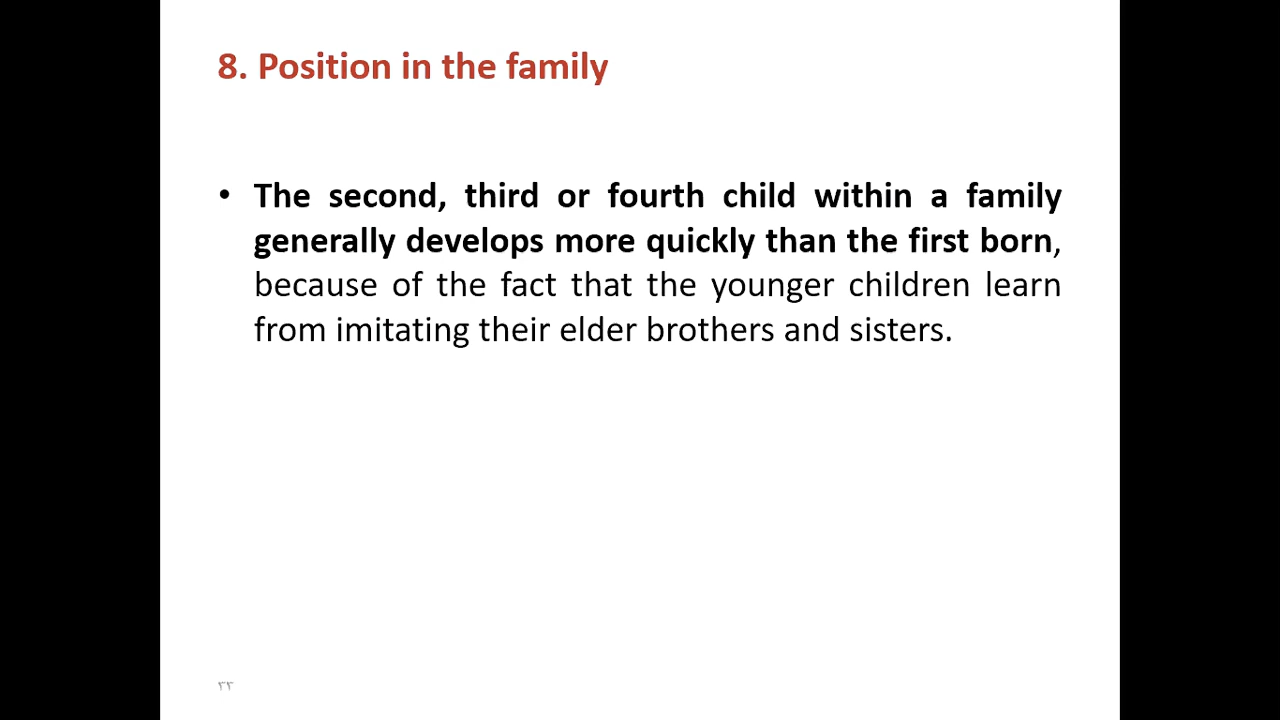 8. Position in the family
• The second, third or fourth child within a family
generally develops more quickly than the first born,
because of the fact that the younger children learn
from imitating their elder brothers and sisters.
٣٣